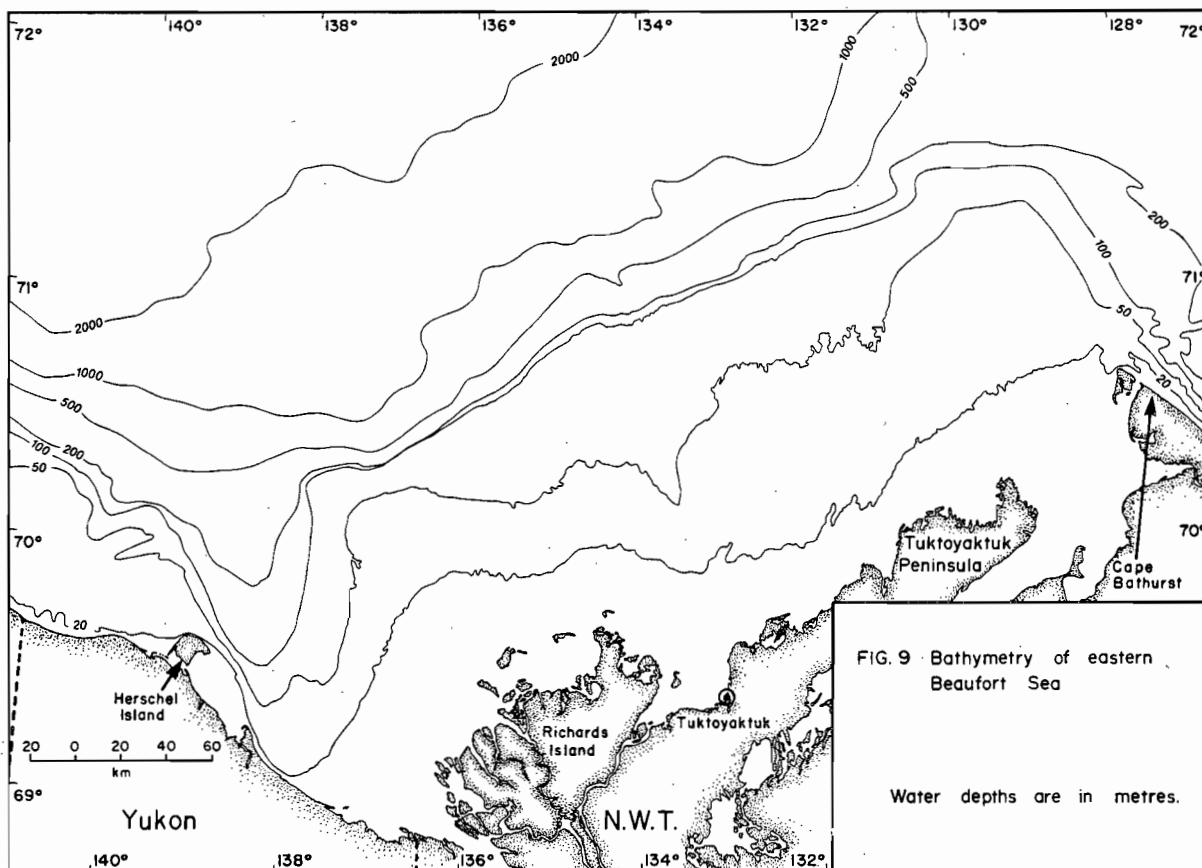 72° 140° 138° 136° 134° 132° 130° 128° 72°
2000
1000
500
200
71°
100
71°
2000
50
1000
20
500
200
100
50
70°
70°
Tuktoyaktuk
Peninsula
Cape
Bathurst
20
FIG. 9 Bathymetry of eastern
Beaufort Sea
Herschel
Island
Richards
Island
Tuktoyaktuk
20 0 20 40 60
km
69°
Water depths are in metres.
Yukon
N.W.T.
140° 138° 136° 134° 132°